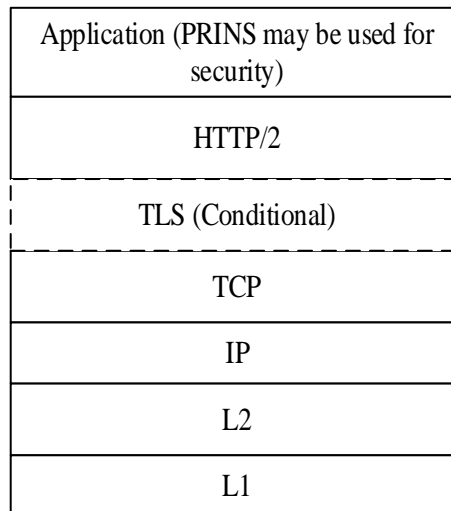 Application (PRINS may be used for
security)
HTTP/2
TLS (Conditional)
TCP
IP
L2
L1